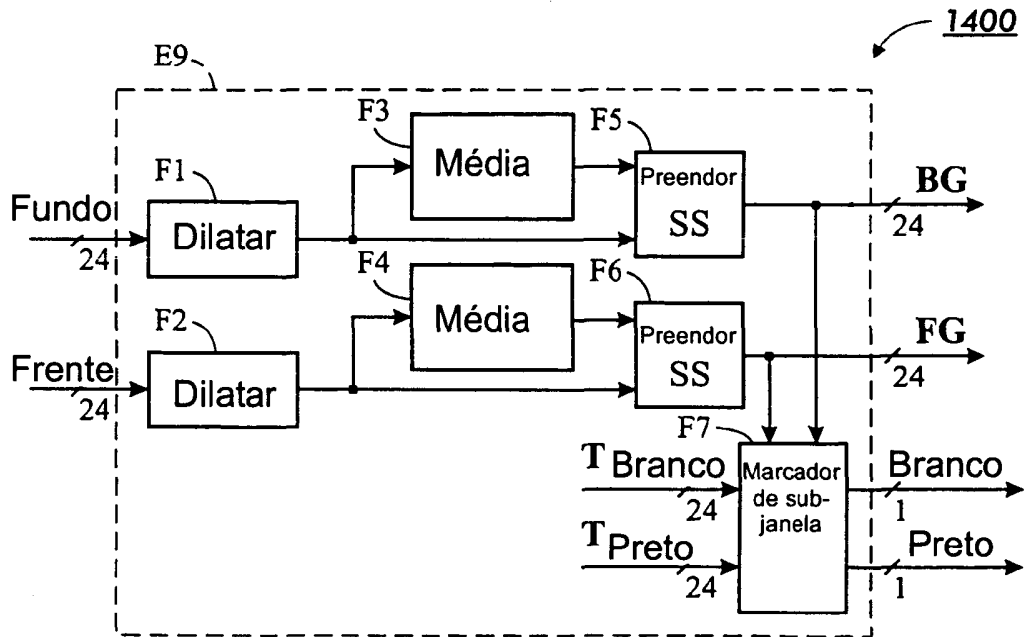 1400
E9
F3
Média
F5
Preendor
SS
BG
24
F1
Fundo
24
Dilatar
F4
Média
F6
Preendor
SS
FG
24
F2
Frente
24
Dilatar
F7
T Branco
24
Marcador
de sub-
janela
Branco
1
T Preto
24
Preto
1